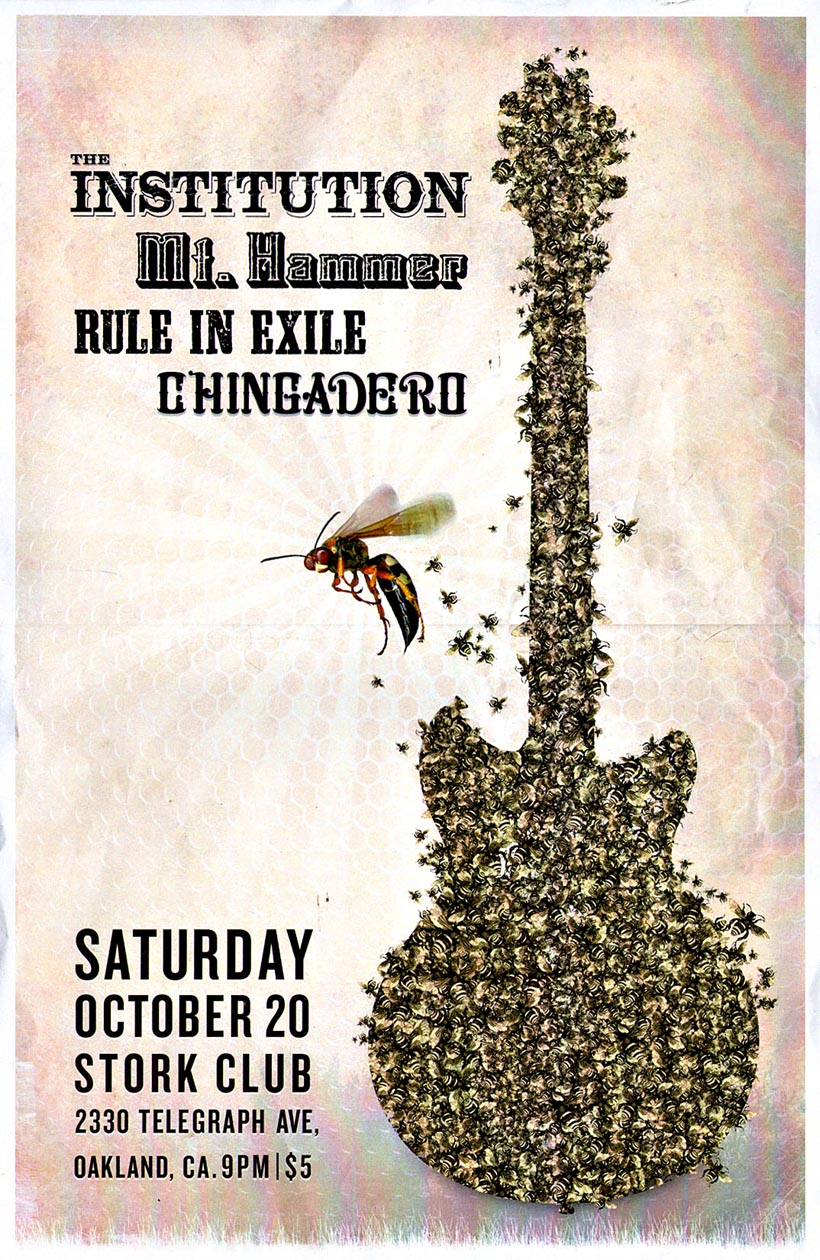 THE
INSTITUTION
Mt. Hammer
RULE IN EXILE
CHINGADERO
SATURDAY
OCTOBER 20
STORK CLUB
2330 TELEGRAPH AVE,
OAKLAND, CA. 9PM|$5